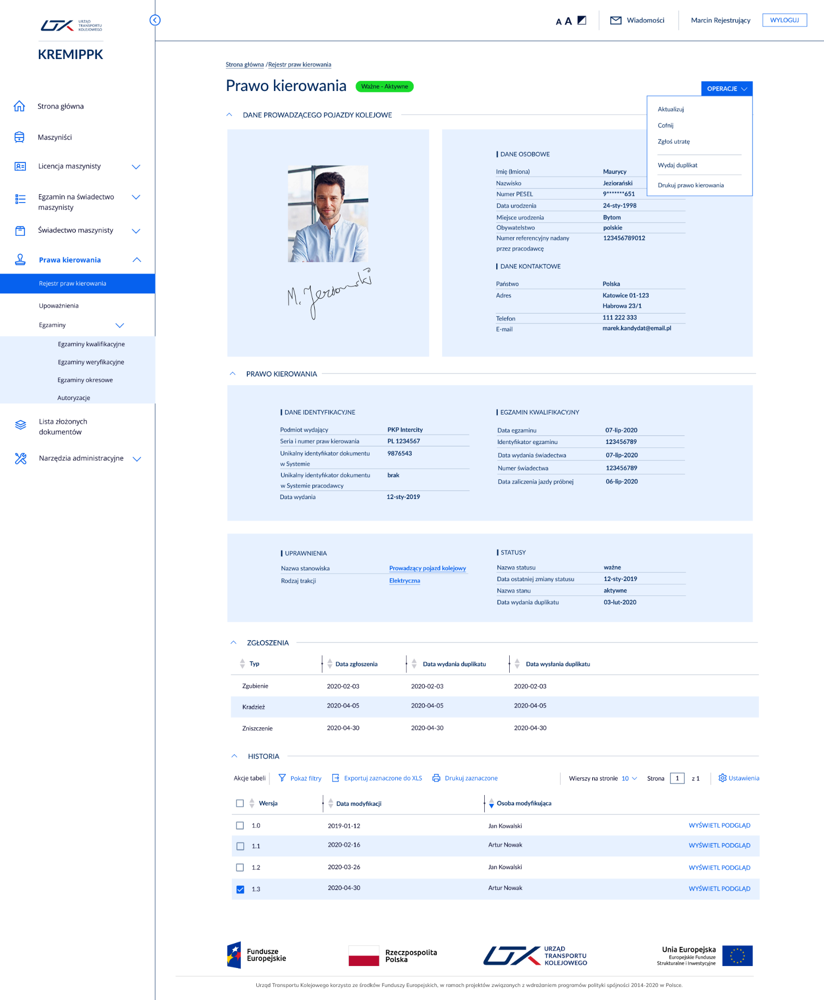 URZĄD
TRANSPORTU
KOLEJOWEGO
KREMIPPK
Strona główna
Maszyniści
Licencja maszynisty
Egzamin na świadectwo
maszynisty
Świadectwo maszynisty
Prawa kierowania
Rejestr praw kierowania
Upoważnienia
Egzaminy
Egzaminy kwalifikacyjne
Egzaminy weryfikacyjne
Egzaminy okresowe
Autoryzacje
Lista złożonych
dokumentów
Narzędzia administracyjne
A A Wiadomości Marcin Rejestrujący WYLOGUJ
Strona główna /Rejestr praw kierowania
Prawo kierowania Ważne - Aktywne
OPERACJE
Aktualizuj
Cofnij
Zgłoś utratę
Wydaj duplikat
Drukuj prawo kierowania
DANE PROWADZĄCEGO POJAZDY KOLEJOWE
M. Jeziorański
DANE OSOBOWE
Imię (Imiona) Maurycy
Nazwisko Jeziorański
Numer PESEL 9*******651
Data urodzenia 24-sty-1998
Miejsce urodzenia Bytom
Obywatelstwo polskie
Numer referencyjny nadany 123456789012
przez pracodawcę
DANE KONTAKTOWE
Państwo Polska
Adres Katowice 01-123
Habrowa 23/1
Telefon 111 222 333
E-mail marek.kandydat@email.pl
PRAWO KIEROWANIA
DANE IDENTYFIKACYJNE
Podmiot wydający PKP Intercity
Seria i numer praw kierowania PL 1234567
Unikalny identyfikator dokumentu 9876543
w Systemie
Unikalny identyfikator dokumentu brak
w Systemie pracodawcy
Data wydania 12-sty-2019
EGZAMIN KWALIFIKACYJNY
Data egzaminu 07-lip-2020
Identyfikator egzaminu 123456789
Data wydania świadectwa 07-lip-2020
Numer świadectwa 123456789
Data zaliczenia jazdy próbnej 06-lip-2020
UPRAWNIENIA
Nazwa stanowiska Prowadzący pojazd kolejowy
Rodzaj trakcji Elektryczna
STATUSY
Nazwa statusu ważne
Data ostatniej zmiany statusu 12-sty-2019
Nazwa stanu aktywne
Data wydania duplikatu 03-lut-2020
ZGŁOSZENIA
Typ Data zgłoszenia Data wydania duplikatu Data wysłania duplikatu
Zgubienie 2020-02-03 2020-02-03 2020-02-03
Kradzież 2020-04-05 2020-04-05 2020-04-05
Zniszczenie 2020-04-30 2020-04-30 2020-04-30
HISTORIA
Akcje tabeli Pokaż filtry Exportuj zaznaczone do XLS Drukuj zaznaczone Wierszy na stronie 10 Strona 1 z 1 Ustawienia
Wersja Data modyfikacji Osoba modyfikująca
1.0 2019-01-12 Jan Kowalski WYŚWIETL PODGLĄD
1.1 2020-02-16 Artur Nowak WYŚWIETL PODGLĄD
1.2 2020-03-26 Jan Kowalski WYŚWIETL PODGLĄD
1.3 2020-04-30 Artur Nowak WYŚWIETL PODGLĄD
Fundusze
Europejskie
Rzeczpospolita
Polska
URZĄD
TRANSPORTU
KOLEJOWEGO
Unia Europejska
Europejskie Fundusze
Strukturalne i Inwestycyjne
Urząd Transportu Kolejowego korzysta ze środków Funduszy Europejskich, w ramach projektów związanych z wdrażaniem programów polityki spójności 2014-2020 w Polsce.